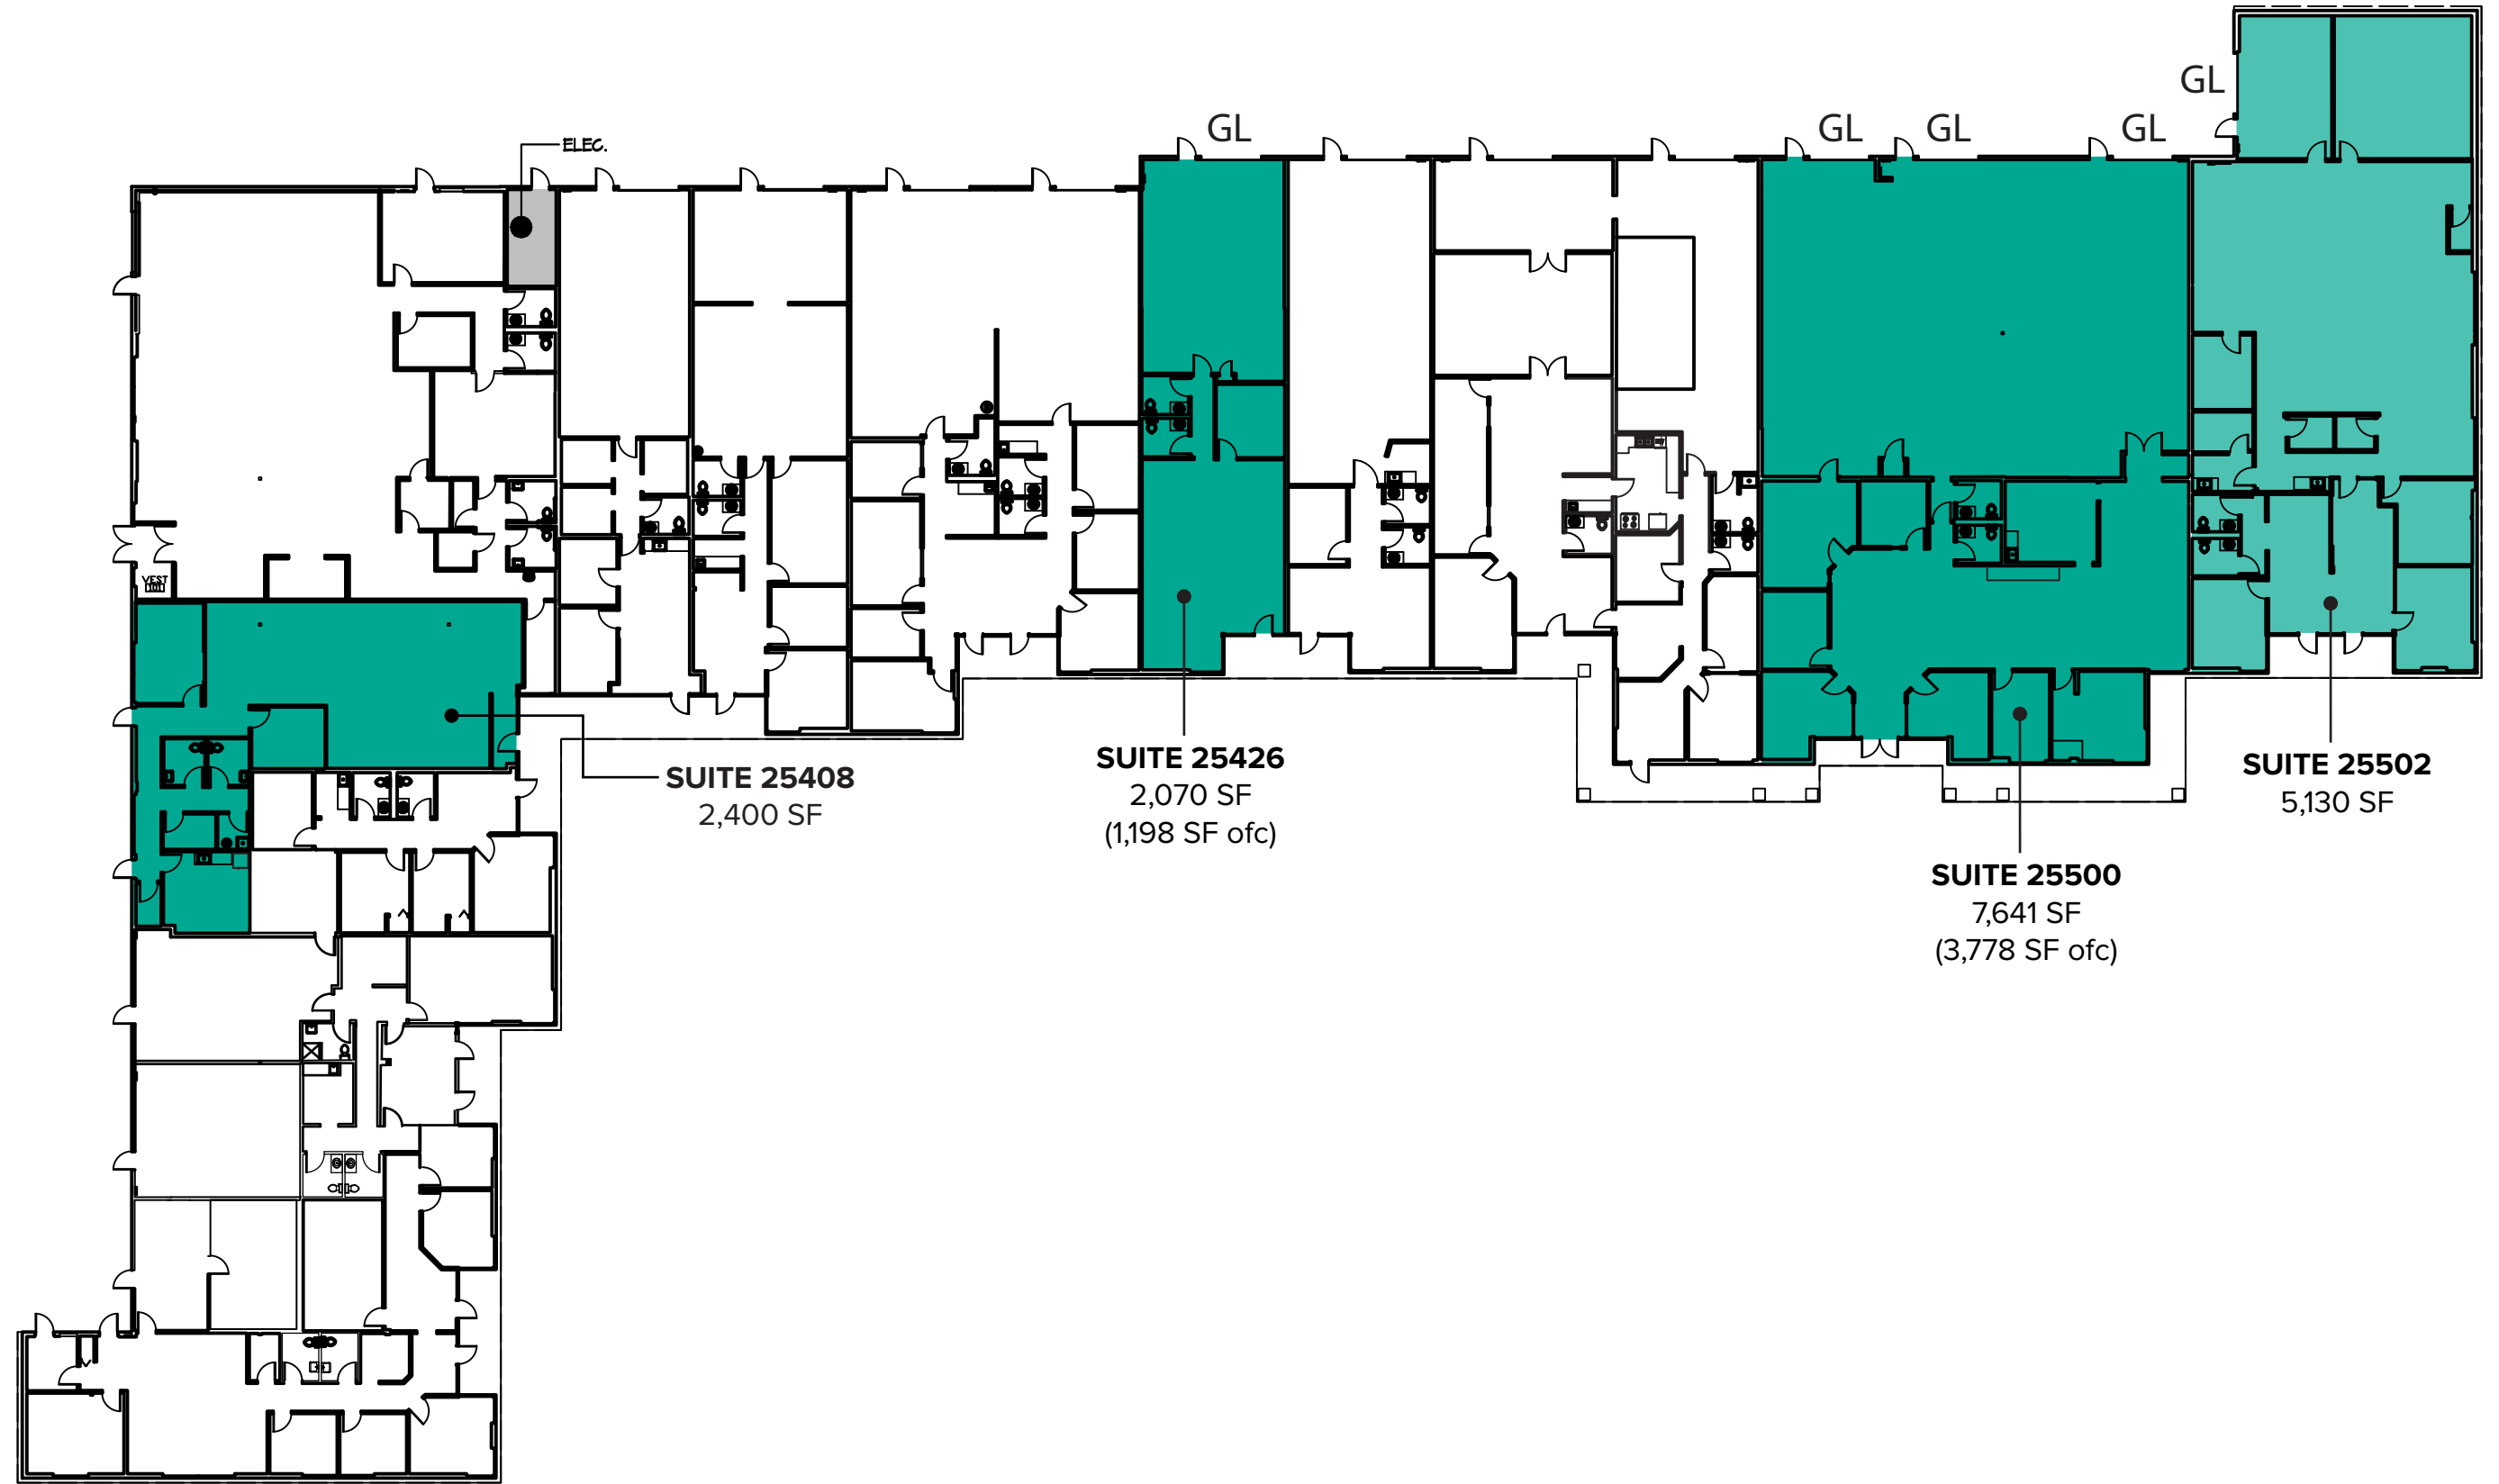 GL
GL
GL
GL
GL
ELEC.
VEST
101
SUITE 25408
2,400 SF
SUITE 25426
2,070 SF
(1,198 SF ofc)
SUITE 25502
5,130 SF
SUITE 25500
7,641 SF
(3,778 SF ofc)